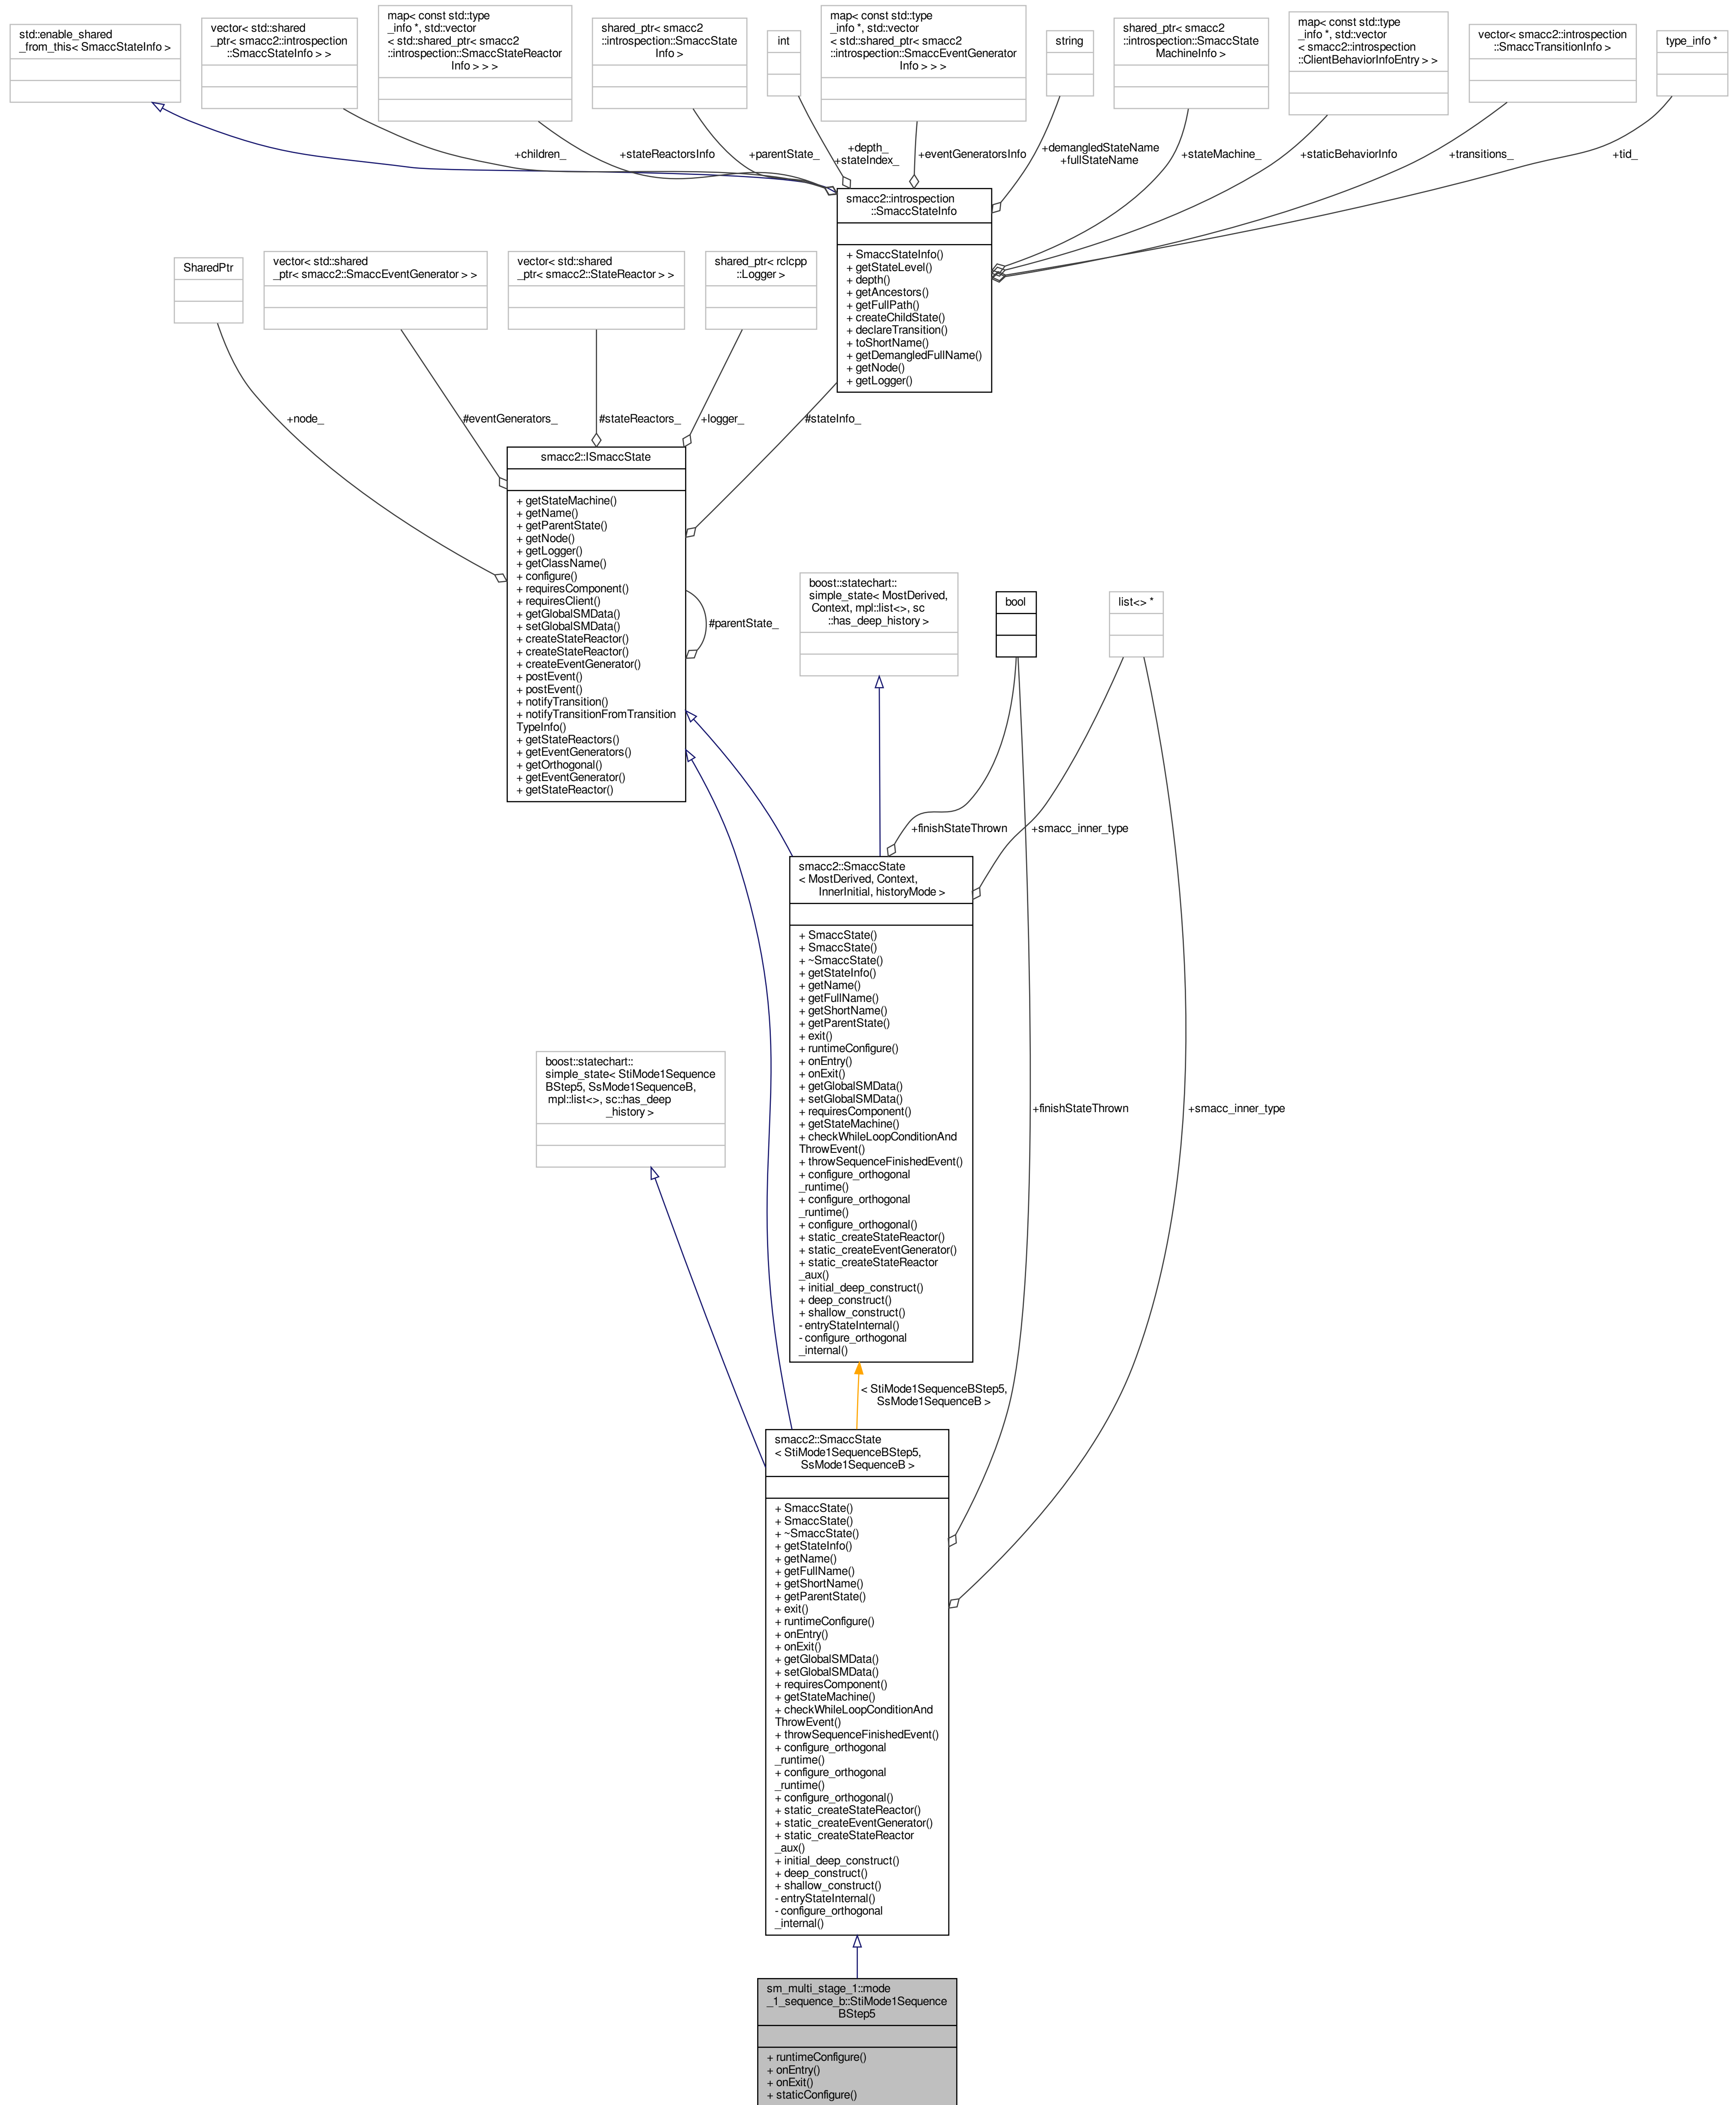 std::enable_shared
_from_this< SmaccStateInfo >
vector< std::shared
_ptr< smacc2::introspection
::SmaccStateInfo > >
map< const std::type
_info *, std::vector
< std::shared_ptr< smacc2
::introspection::SmaccStateReactor
Info > > >
shared_ptr< smacc2
::introspection::SmaccState
Info >
int
map< const std::type
_info *, std::vector
< std::shared_ptr< smacc2
::introspection::SmaccEventGenerator
Info > > >
string
shared_ptr< smacc2
::introspection::SmaccState
MachineInfo >
map< const std::type
_info *, std::vector
< smacc2::introspection
::ClientBehaviorInfoEntry > >
vector< smacc2::introspection
::SmaccTransitionInfo >
type_info *
+children_
+stateReactorsInfo
+parentState_
+depth_
+stateIndex_
+eventGeneratorsInfo
+demangledStateName
+fullStateName
+stateMachine_
+staticBehaviorInfo
+transitions_
+tid_
smacc2::introspection
::SmaccStateInfo
+ SmaccStateInfo()
+ getStateLevel()
+ depth()
+ getAncestors()
+ getFullPath()
+ createChildState()
+ declareTransition()
+ toShortName()
+ getDemangledFullName()
+ getNode()
+ getLogger()
SharedPtr
vector< std::shared
_ptr< smacc2::SmaccEventGenerator > >
vector< std::shared
_ptr< smacc2::StateReactor > >
shared_ptr< rclcpp
::Logger >
+node_
#eventGenerators_
#stateReactors_
+logger_
#stateInfo_
smacc2::ISmaccState
+ getStateMachine()
+ getName()
+ getParentState()
+ getNode()
+ getLogger()
+ getClassName()
+ configure()
+ requiresComponent()
+ requiresClient()
+ getGlobalSMData()
+ setGlobalSMData()
+ createStateReactor()
+ createStateReactor()
+ createEventGenerator()
+ postEvent()
+ postEvent()
+ notifyTransition()
+ notifyTransitionFromTransition
TypeInfo()
+ getStateReactors()
+ getEventGenerators()
+ getOrthogonal()
+ getEventGenerator()
+ getStateReactor()
#parentState_
boost::statechart::
simple_state< MostDerived,
Context, mpl::list<>, sc
::has_deep_history >
bool
list<> *
+finishStateThrown
+smacc_inner_type
smacc2::SmaccState
< MostDerived, Context,
InnerInitial, historyMode >
+ SmaccState()
+ SmaccState()
+ ~SmaccState()
+ getStateInfo()
+ getName()
+ getFullName()
+ getShortName()
+ getParentState()
+ exit()
+ runtimeConfigure()
+ onEntry()
+ onExit()
+ getGlobalSMData()
+ setGlobalSMData()
+ requiresComponent()
+ getStateMachine()
+ checkWhileLoopConditionAnd
ThrowEvent()
+ throwSequenceFinishedEvent()
+ configure_orthogonal
_runtime()
+ configure_orthogonal
_runtime()
+ configure_orthogonal()
+ static_createStateReactor()
+ static_createEventGenerator()
+ static_createStateReactor
_aux()
+ initial_deep_construct()
+ deep_construct()
+ shallow_construct()
- entryStateInternal()
- configure_orthogonal
_internal()
boost::statechart::
simple_state< StiMode1Sequence
BStep5, SsMode1SequenceB,
mpl::list<>, sc::has_deep
_history >
+finishStateThrown
+smacc_inner_type
< StiMode1SequenceBStep5,
SsMode1SequenceB >
smacc2::SmaccState
< StiMode1SequenceBStep5,
SsMode1SequenceB >
+ SmaccState()
+ SmaccState()
+ ~SmaccState()
+ getStateInfo()
+ getName()
+ getFullName()
+ getShortName()
+ getParentState()
+ exit()
+ runtimeConfigure()
+ onEntry()
+ onExit()
+ getGlobalSMData()
+ setGlobalSMData()
+ requiresComponent()
+ getStateMachine()
+ checkWhileLoopConditionAnd
ThrowEvent()
+ throwSequenceFinishedEvent()
+ configure_orthogonal
_runtime()
+ configure_orthogonal
_runtime()
+ configure_orthogonal()
+ static_createStateReactor()
+ static_createEventGenerator()
+ static_createStateReactor
_aux()
+ initial_deep_construct()
+ deep_construct()
+ shallow_construct()
- entryStateInternal()
- configure_orthogonal
_internal()
sm_multi_stage_1::mode
_1_sequence_b::StiMode1Sequence
BStep5
+ runtimeConfigure()
+ onEntry()
+ onExit()
+ staticConfigure()